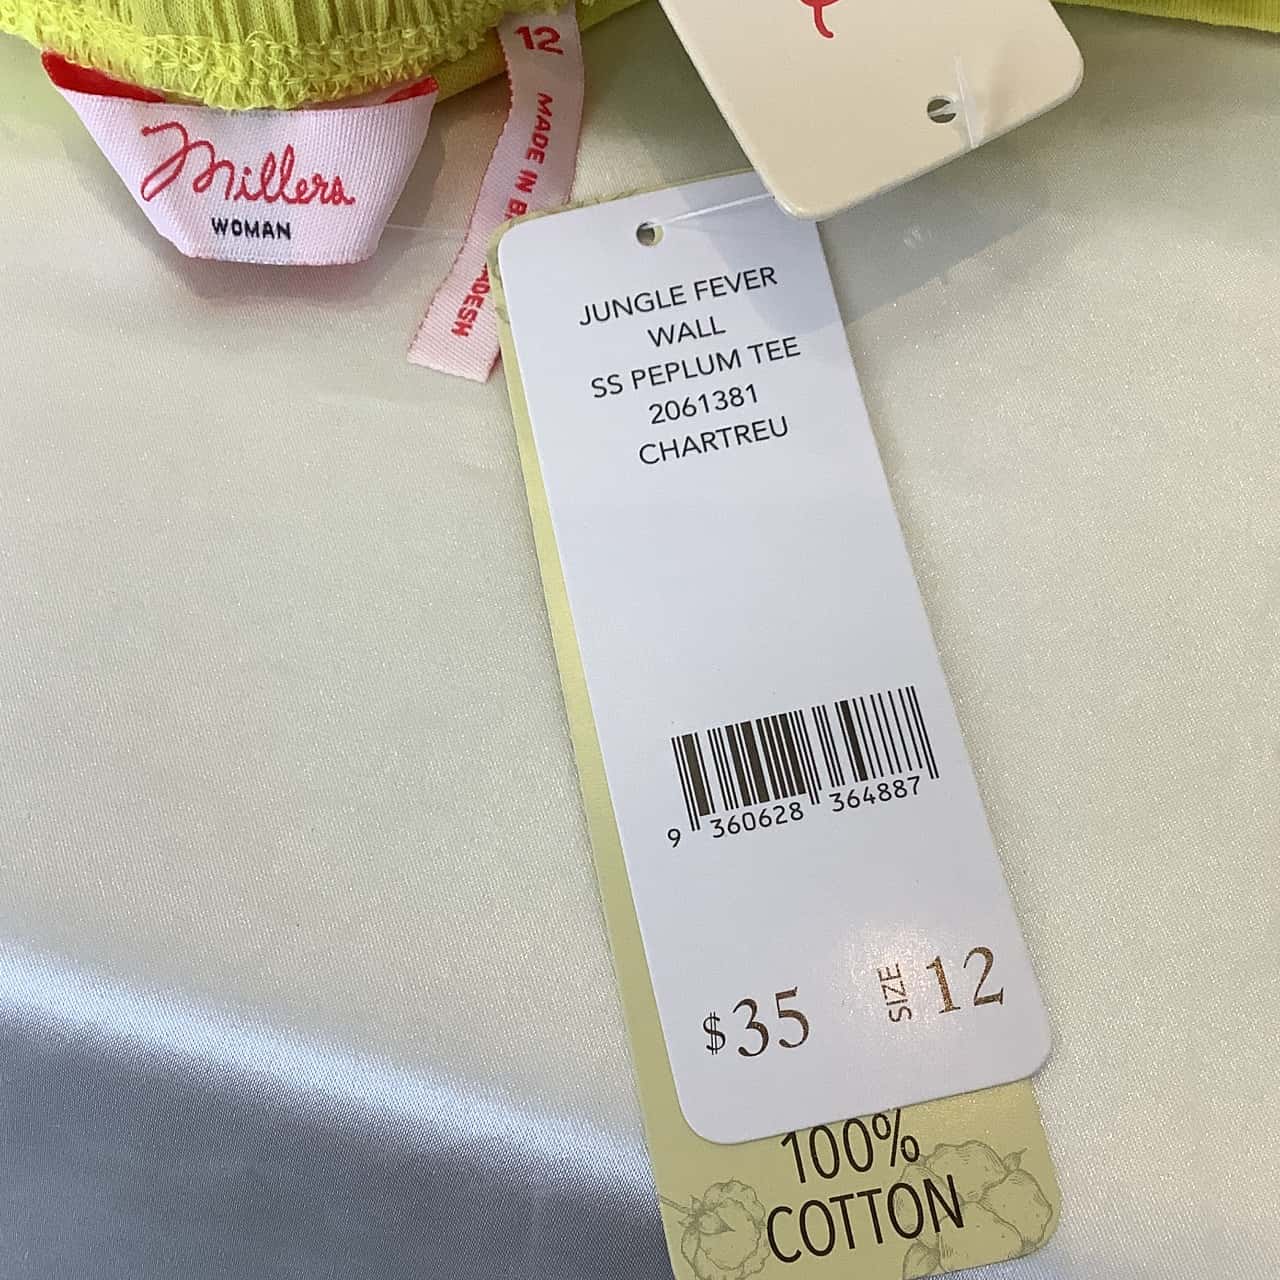 Millers
WOMAN
12
MADE IN B
DESH
JUNGLE FEVER
WALL
SS PEPLUM TEE
2061381
CHARTREU
9 360628 364887
$35
SIZE 12
100%
COTTON